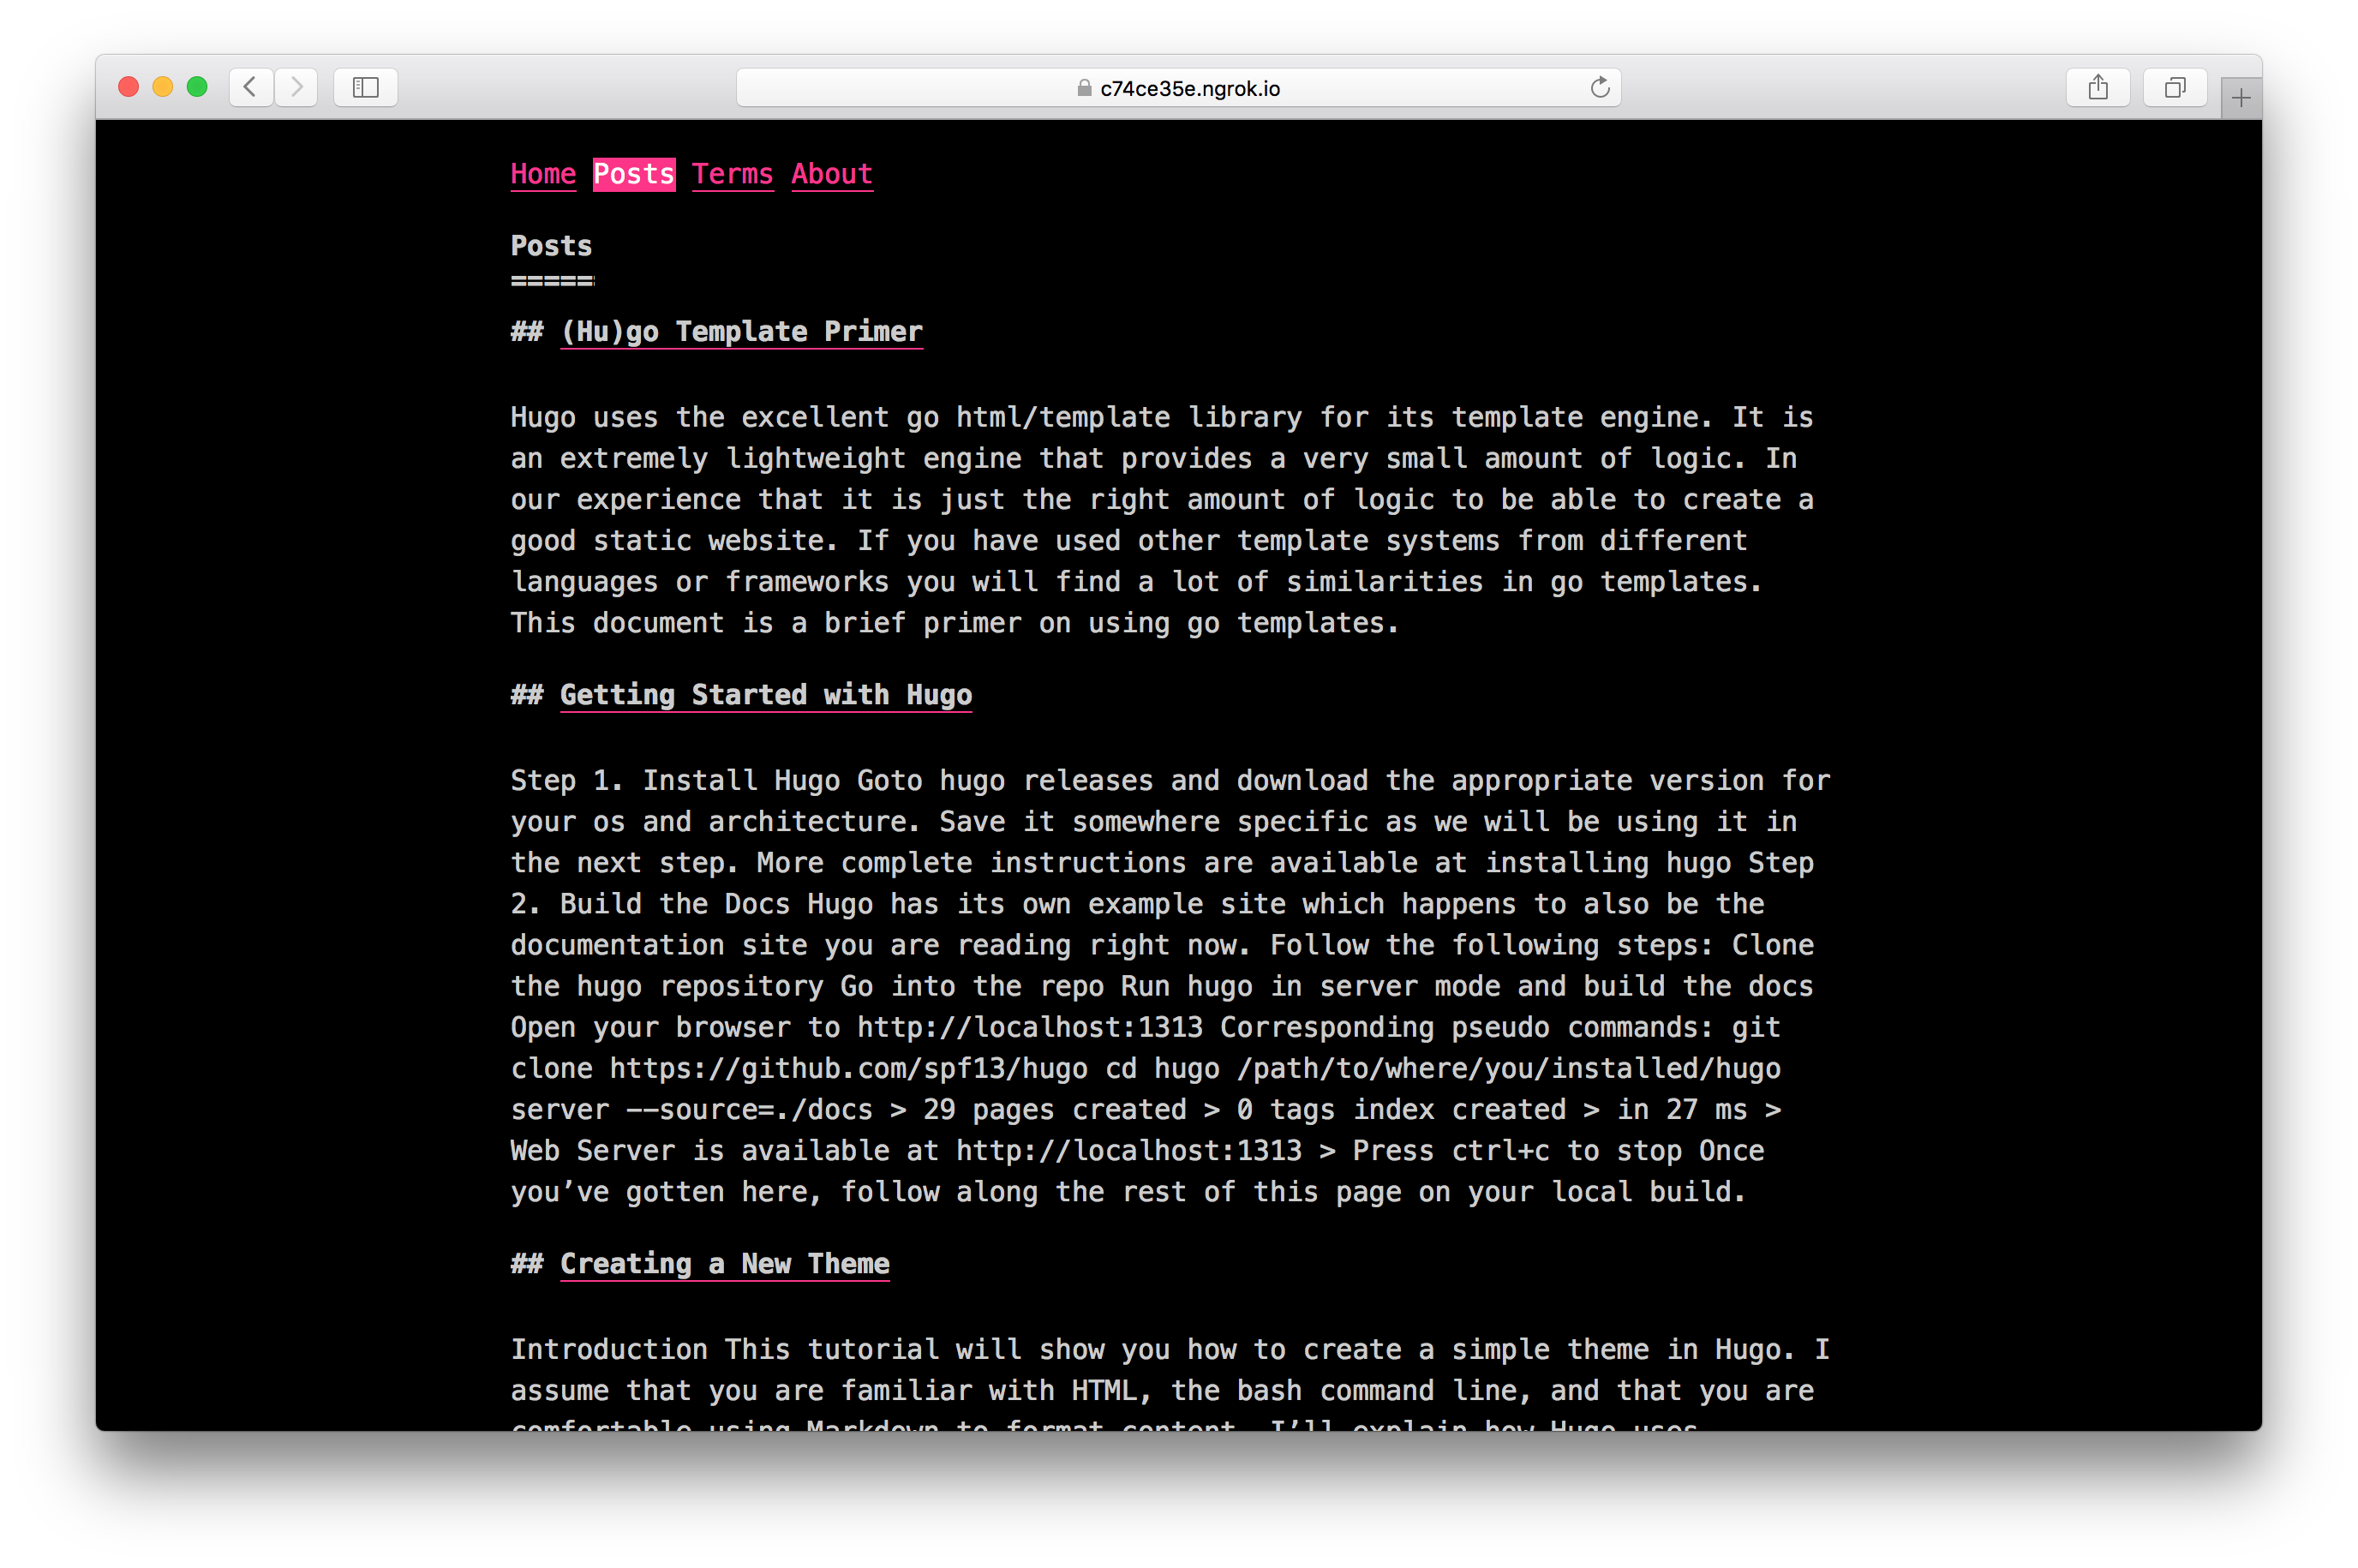 c74ce35e.ngrok.io
Home Posts Terms About
Posts
=====
## (Hu)go Template Primer
Hugo uses the excellent go html/template library for its template engine. It is
an extremely lightweight engine that provides a very small amount of logic. In
our experience that it is just the right amount of logic to be able to create a
good static website. If you have used other template systems from different
languages or frameworks you will find a lot of similarities in go templates.
This document is a brief primer on using go templates.
## Getting Started with Hugo
Step 1. Install Hugo Goto hugo releases and download the appropriate version for
your os and architecture. Save it somewhere specific as we will be using it in
the next step. More complete instructions are available at installing hugo Step
2. Build the Docs Hugo has its own example site which happens to also be the
documentation site you are reading right now. Follow the following steps: Clone
the hugo repository Go into the repo Run hugo in server mode and build the docs
Open your browser to http://localhost:1313 Corresponding pseudo commands: git
clone https://github.com/spf13/hugo cd hugo /path/to/where/you/installed/hugo
server --source=./docs > 29 pages created > 0 tags index created > in 27 ms >
Web Server is available at http://localhost:1313 > Press ctrl+c to stop Once
you’ve gotten here, follow along the rest of this page on your local build.
## Creating a New Theme
Introduction This tutorial will show you how to create a simple theme in Hugo. I
assume that you are familiar with HTML, the bash command line, and that you are
comfortable using Markdown to format content. I’ll explain how Hugo uses